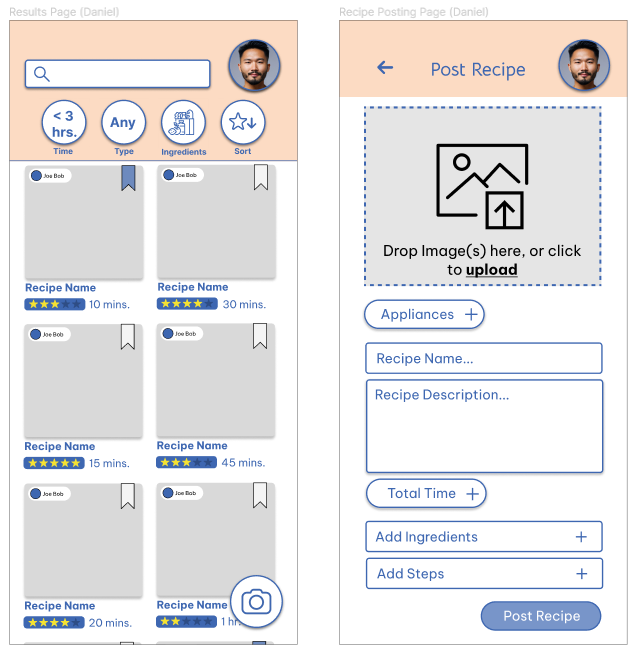 Results Page (Daniel)
< 3
hrs.
Any
Time
Type
Ingredients
Sort
Joe Bob
Joe Bob
Recipe Name
Recipe Name
10 mins.
30 mins.
Joe Bob
Joe Bob
Recipe Name
Recipe Name
15 mins.
45 mins.
Joe Bob
Joe Bob
Recipe Name
Recipe Name
20 mins.
1 hr.
Recipe Posting Page (Daniel)
Post Recipe
Drop Image(s) here, or click
to upload
Appliances +
Recipe Name...
Recipe Description...
Total Time +
Add Ingredients +
Add Steps +
Post Recipe